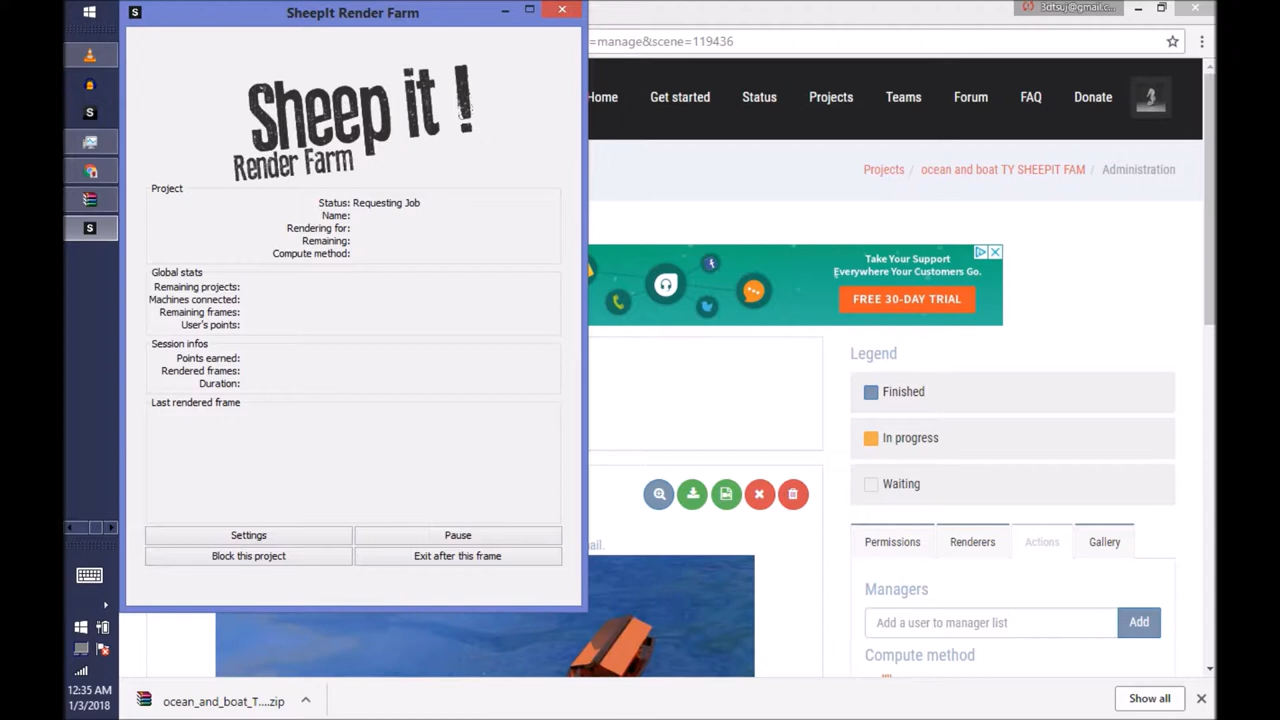 SheepIt Render Farm
3dtsuj@gmail.c...
=manage&scene=119436
Sheep it !
Render Farm
Home
Get started
Status
Projects
Teams
Forum
FAQ
Donate
Projects / ocean and boat TY SHEEPIT FAM / Administration
Project
Status: Requesting Job
Name:
Rendering for:
Remaining:
Compute method:
Global stats
Remaining projects:
Machines connected:
Remaining frames:
User's points:
Session infos
Points earned:
Rendered frames:
Duration:
Last rendered frame
Settings
Pause
Block this project
Exit after this frame
Take Your Support
Everywhere Your Customers Go.
FREE 30-DAY TRIAL
Legend
Finished
In progress
Waiting
ail.
Permissions
Renderers
Actions
Gallery
Managers
Add a user to manager list
Add
Compute method
12:35 AM
1/3/2018
ocean_and_boat_T....zip
Show all